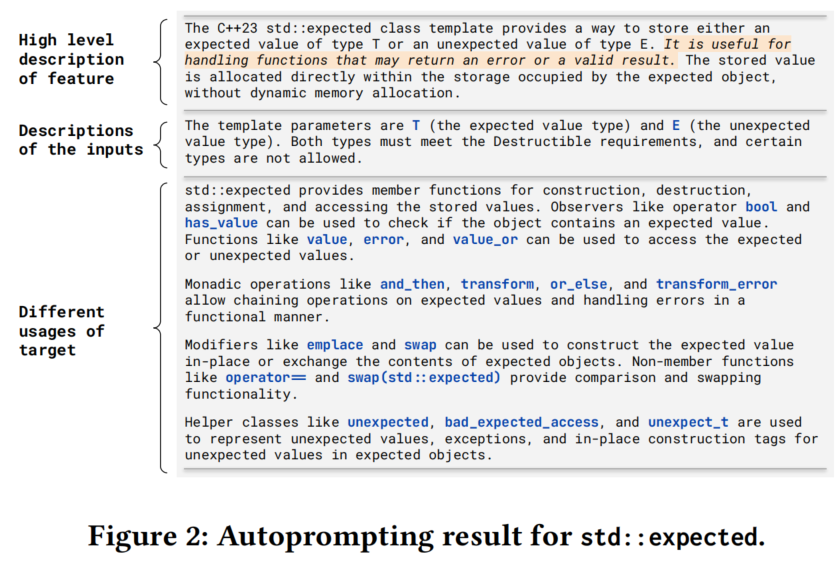 High level
description
of feature
The C++23 std::expected class template provides a way to store either an
expected value of type T or an unexpected value of type E. It is useful for
handling functions that may return an error or a valid result. The stored value
is allocated directly within the storage occupied by the expected object,
without dynamic memory allocation.
Descriptions
of the inputs
The template parameters are T (the expected value type) and E (the unexpected
value type). Both types must meet the Destructible requirements, and certain
types are not allowed.
Different
usages of
target
std::expected provides member functions for construction, destruction,
assignment, and accessing the stored values. Observers like operator bool and
has_value can be used to check if the object contains an expected value.
Functions like value, error, and value_or can be used to access the expected
or unexpected values.
Monadic operations like and_then, transform, or_else, and transform_error
allow chaining operations on expected values and handling errors in a
functional manner.
Modifiers like emplace and swap can be used to construct the expected value
in-place or exchange the contents of expected objects. Non-member functions
like operator== and swap(std::expected) provide comparison and swapping
functionality.
Helper classes like unexpected, bad_expected_access, and unexpect_t are used
to represent unexpected values, exceptions, and in-place construction tags for
unexpected values in expected objects.
Figure 2: Autoprompting result for std::expected.